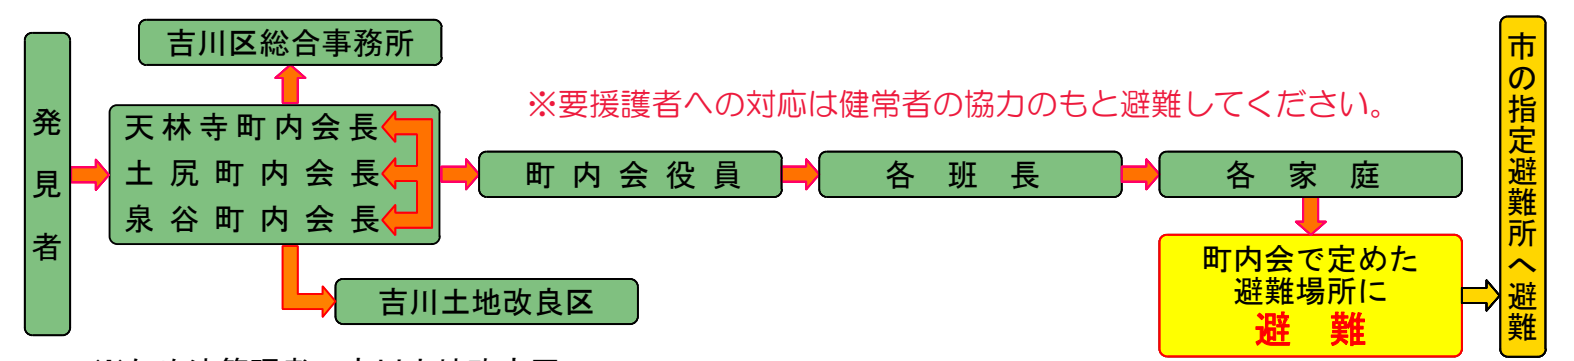 発見者
吉川区総合事務所
天林寺町内会長
土尻町内会長
泉谷町内会長
吉川土地改良区
※要援護者への対応は健常者の協力のもと避難してください。
町内会役員
各班長
各家庭
町内会で定めた
避難場所に
避難
市の指定避難所へ避難